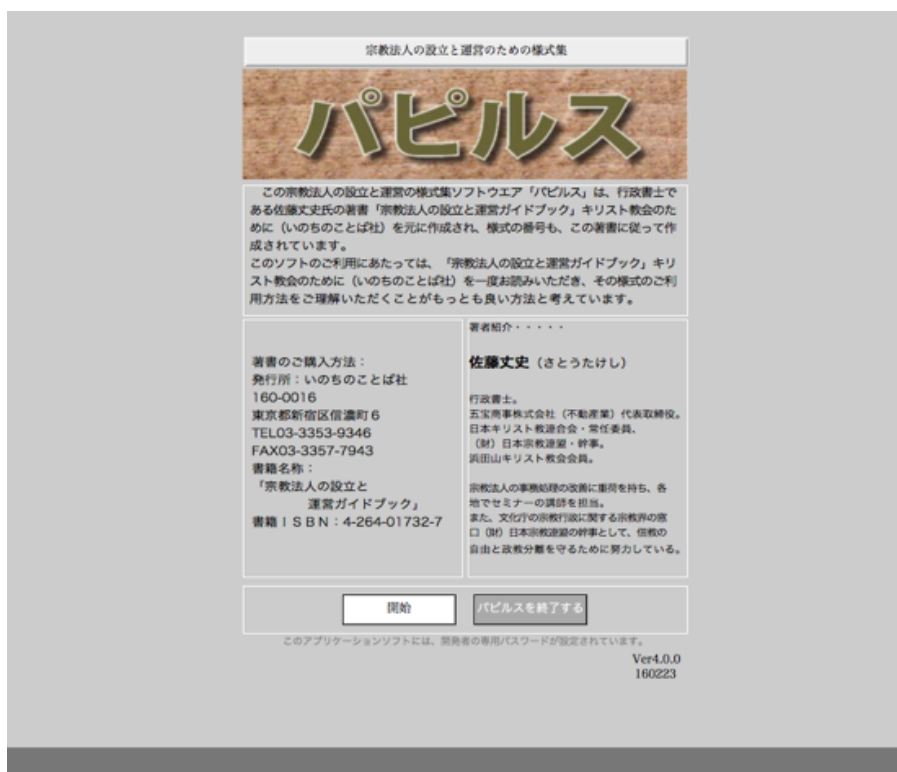 宗教法人の設立と運営のための様式集
パピルス
この宗教法人の設立と運営の様式集ソフトウエア「パピルス」は、行政書士で
ある佐藤丈史氏の著書「宗教法人の設立と運営ガイドブック」キリスト教会のた
めに（いのちのことば社）を元に作成され、様式の番号も、この著書に従って作
成されています。
このソフトのご利用にあたっては、「宗教法人の設立と運営ガイドブック」キリ
スト教会のために（いのちのことば社）を一度お読みいただき、その様式のご利
用方法をご理解いただくことがもっとも良い方法と考えています。
著書のご購入方法：
発行所：いのちのことば社
160-0016
東京都新宿区信濃町６
TEL03-3353-9346
FAX03-3357-7943
書籍名称：
「宗教法人の設立と
運営ガイドブック」
書籍ＩＳＢＮ：4-264-01732-7
著者紹介・・・・・
佐藤丈史（さとうたけし）
行政書士。
五宝商事株式会社（不動産業）代表取締役。
日本キリスト教連合会・常任委員、
（財）日本宗教連盟・幹事。
浜田山キリスト教会会員。
宗教法人の事務処理の改善に重荷を持ち、各
地でセミナーの講師を担当。
また、文化庁の宗教行政に関する宗教界の窓
口（財）日本宗教連盟の幹事として、信教の
自由と政教分離を守るために努力している。
開始
パピルスを終了する
このアプリケーションソフトには、開発者の専用パスワードが設定されています。
Ver4.0.0
160223